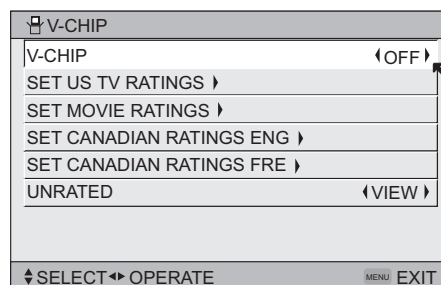 V-CHIP
V-CHIP OFF
SET US TV RATINGS
SET MOVIE RATINGS
SET CANADIAN RATINGS ENG
SET CANADIAN RATINGS FRE
UNRATED VIEW
SELECT OPERATE MENU EXIT